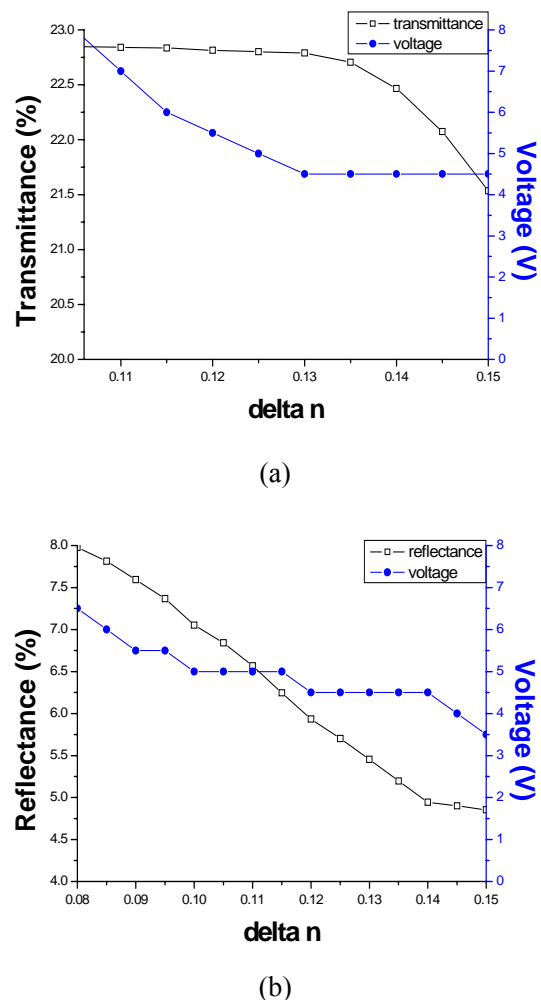 transmittance
voltage
23.0
22.5
22.0
21.5
21.0
20.5
20.0
Transmittance (%)
8
7
6
5
4
3
2
1
0
Voltage (V)
0.11 0.12 0.13 0.14 0.15
delta n
(a)
reflectance
voltage
8.0
7.5
7.0
6.5
6.0
5.5
5.0
4.5
4.0
Reflectance (%)
8
7
6
5
4
3
2
1
0
Voltage (V)
0.08 0.09 0.10 0.11 0.12 0.13 0.14 0.15
delta n
(b)